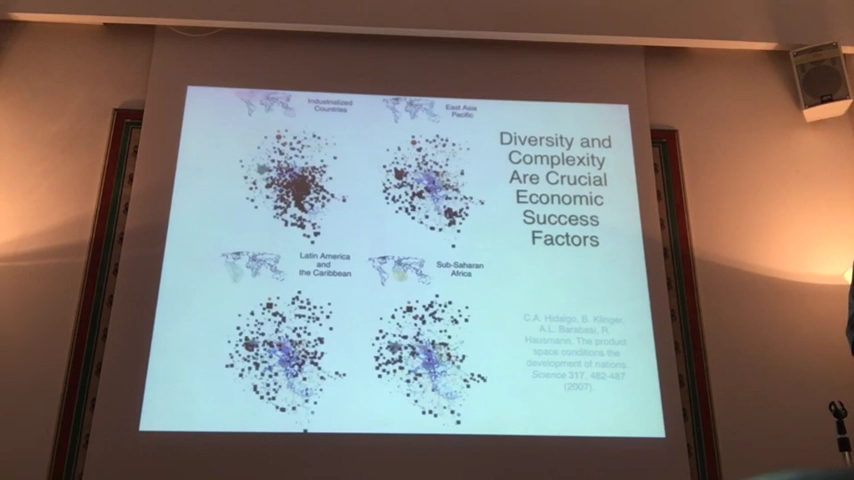 Industrialized
Countries
East Asia
Pacific
Diversity and
Complexity
Are Crucial
Economic
Success
Factors
Latin America
and
the Caribbean
Sub-Saharan
Africa
C.A. Hidalgo, B. Klinger,
A.L. Barabási, R.
Hausmann. The product
space conditions the
development of nations.
Science 317, 482-487
(2007).